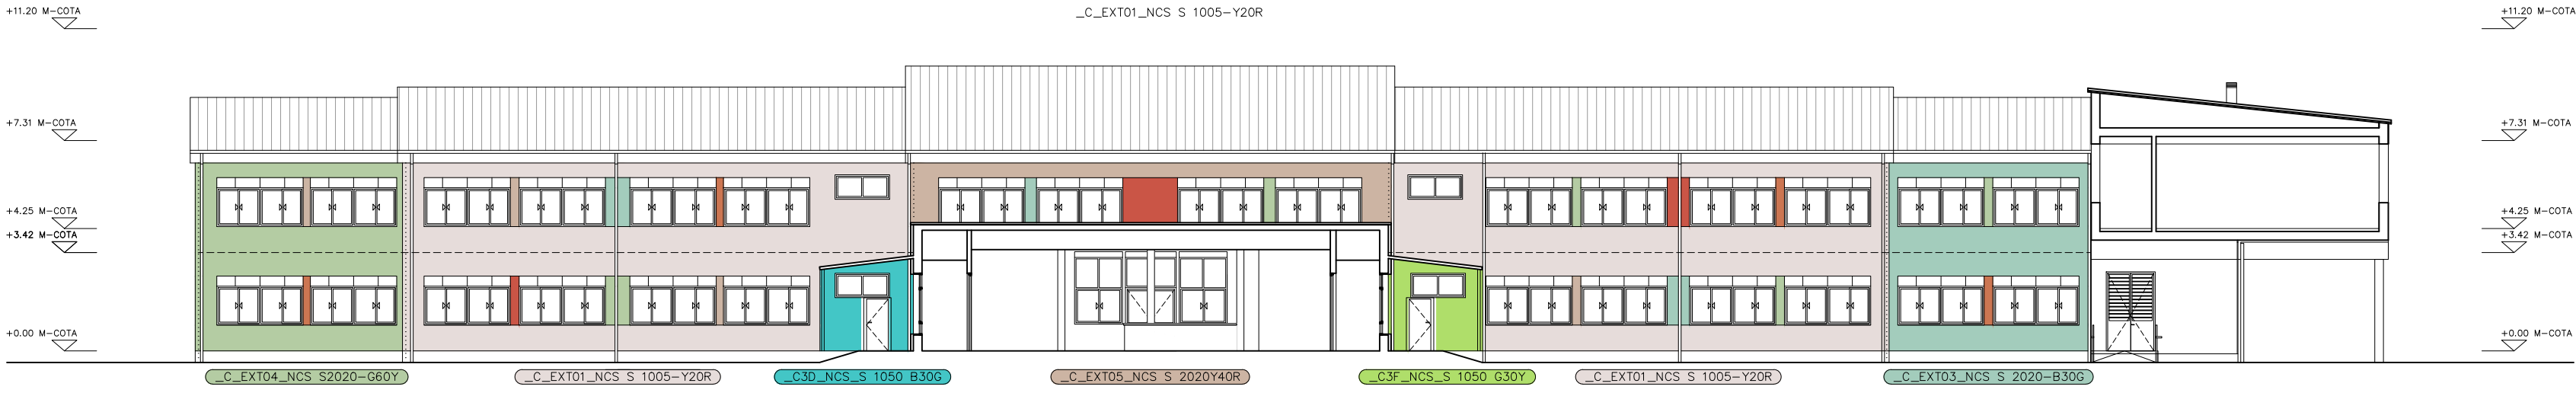 +11.20 M-COTA
_C_EXT01_NCS S 1005-Y20R
+11.20 M-COTA
+7.31 M-COTA
+7.31 M-COTA
+4.25 M-COTA
+4.25 M-COTA
+3.42 M-COTA
+3.42 M-COTA
+0.00 M-COTA
+0.00 M-COTA
_C_EXT04_NCS S2020-G60Y
_C_EXT01_NCS S 1005-Y20R
_C3D_NCS_S 1050 B30G
_C_EXT05_NCS S 2020Y40R
_C3F_NCS_S 1050 G30Y
_C_EXT01_NCS S 1005-Y20R
_C_EXT03_NCS S 2020-B30G